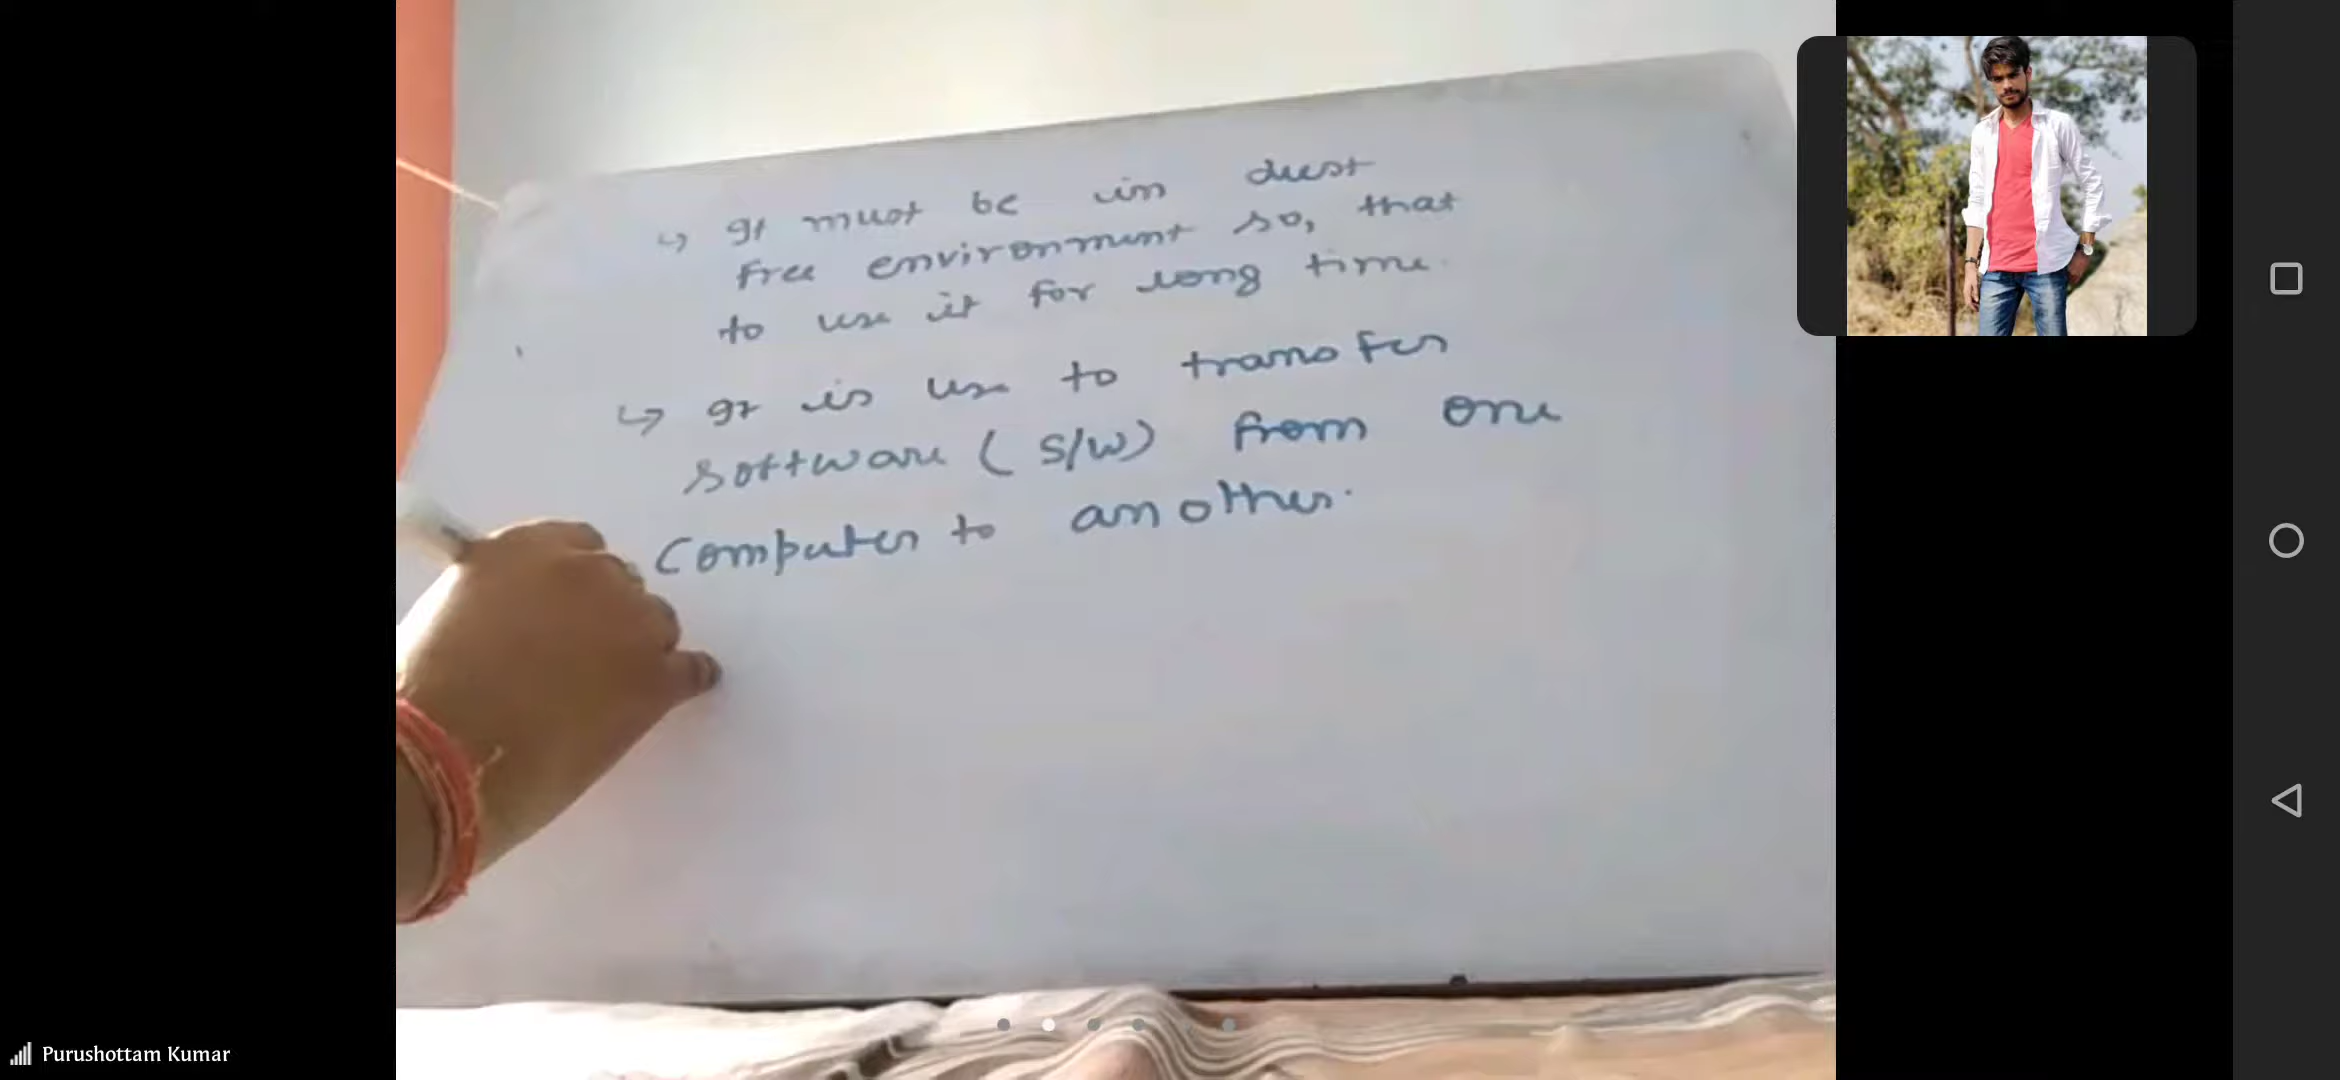 ↳ It must be in dust
free environment so, that
to use it for long time.
↳ It is use to transfer
software (S/W) from one
Computer to another.
Purushottam Kumar